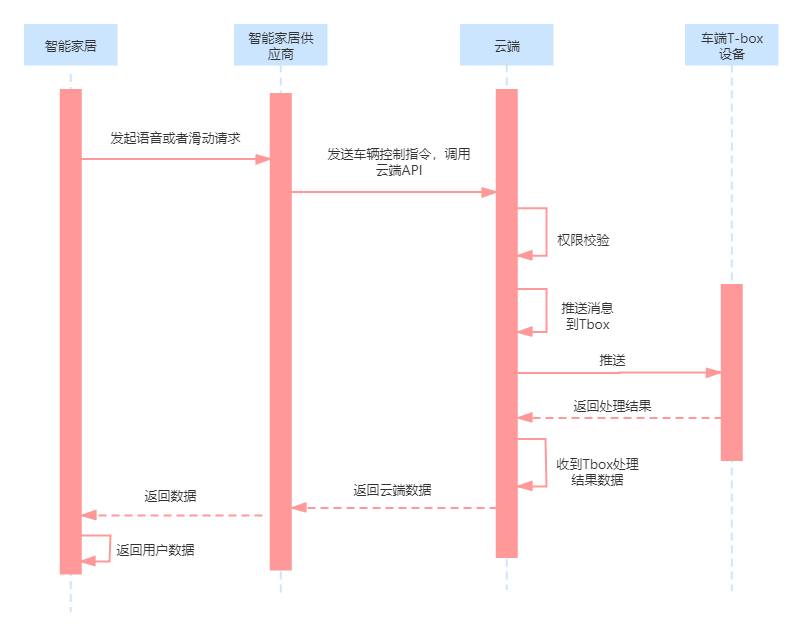 智能家居
智能家居供
应商
云端
车端T-box
设备
发起语音或者滑动请求
发送车辆控制指令，调用
云端API
权限校验
推送消息
到Tbox
推送
返回处理结果
收到Tbox处理
结果数据
返回云端数据
返回数据
返回用户数据